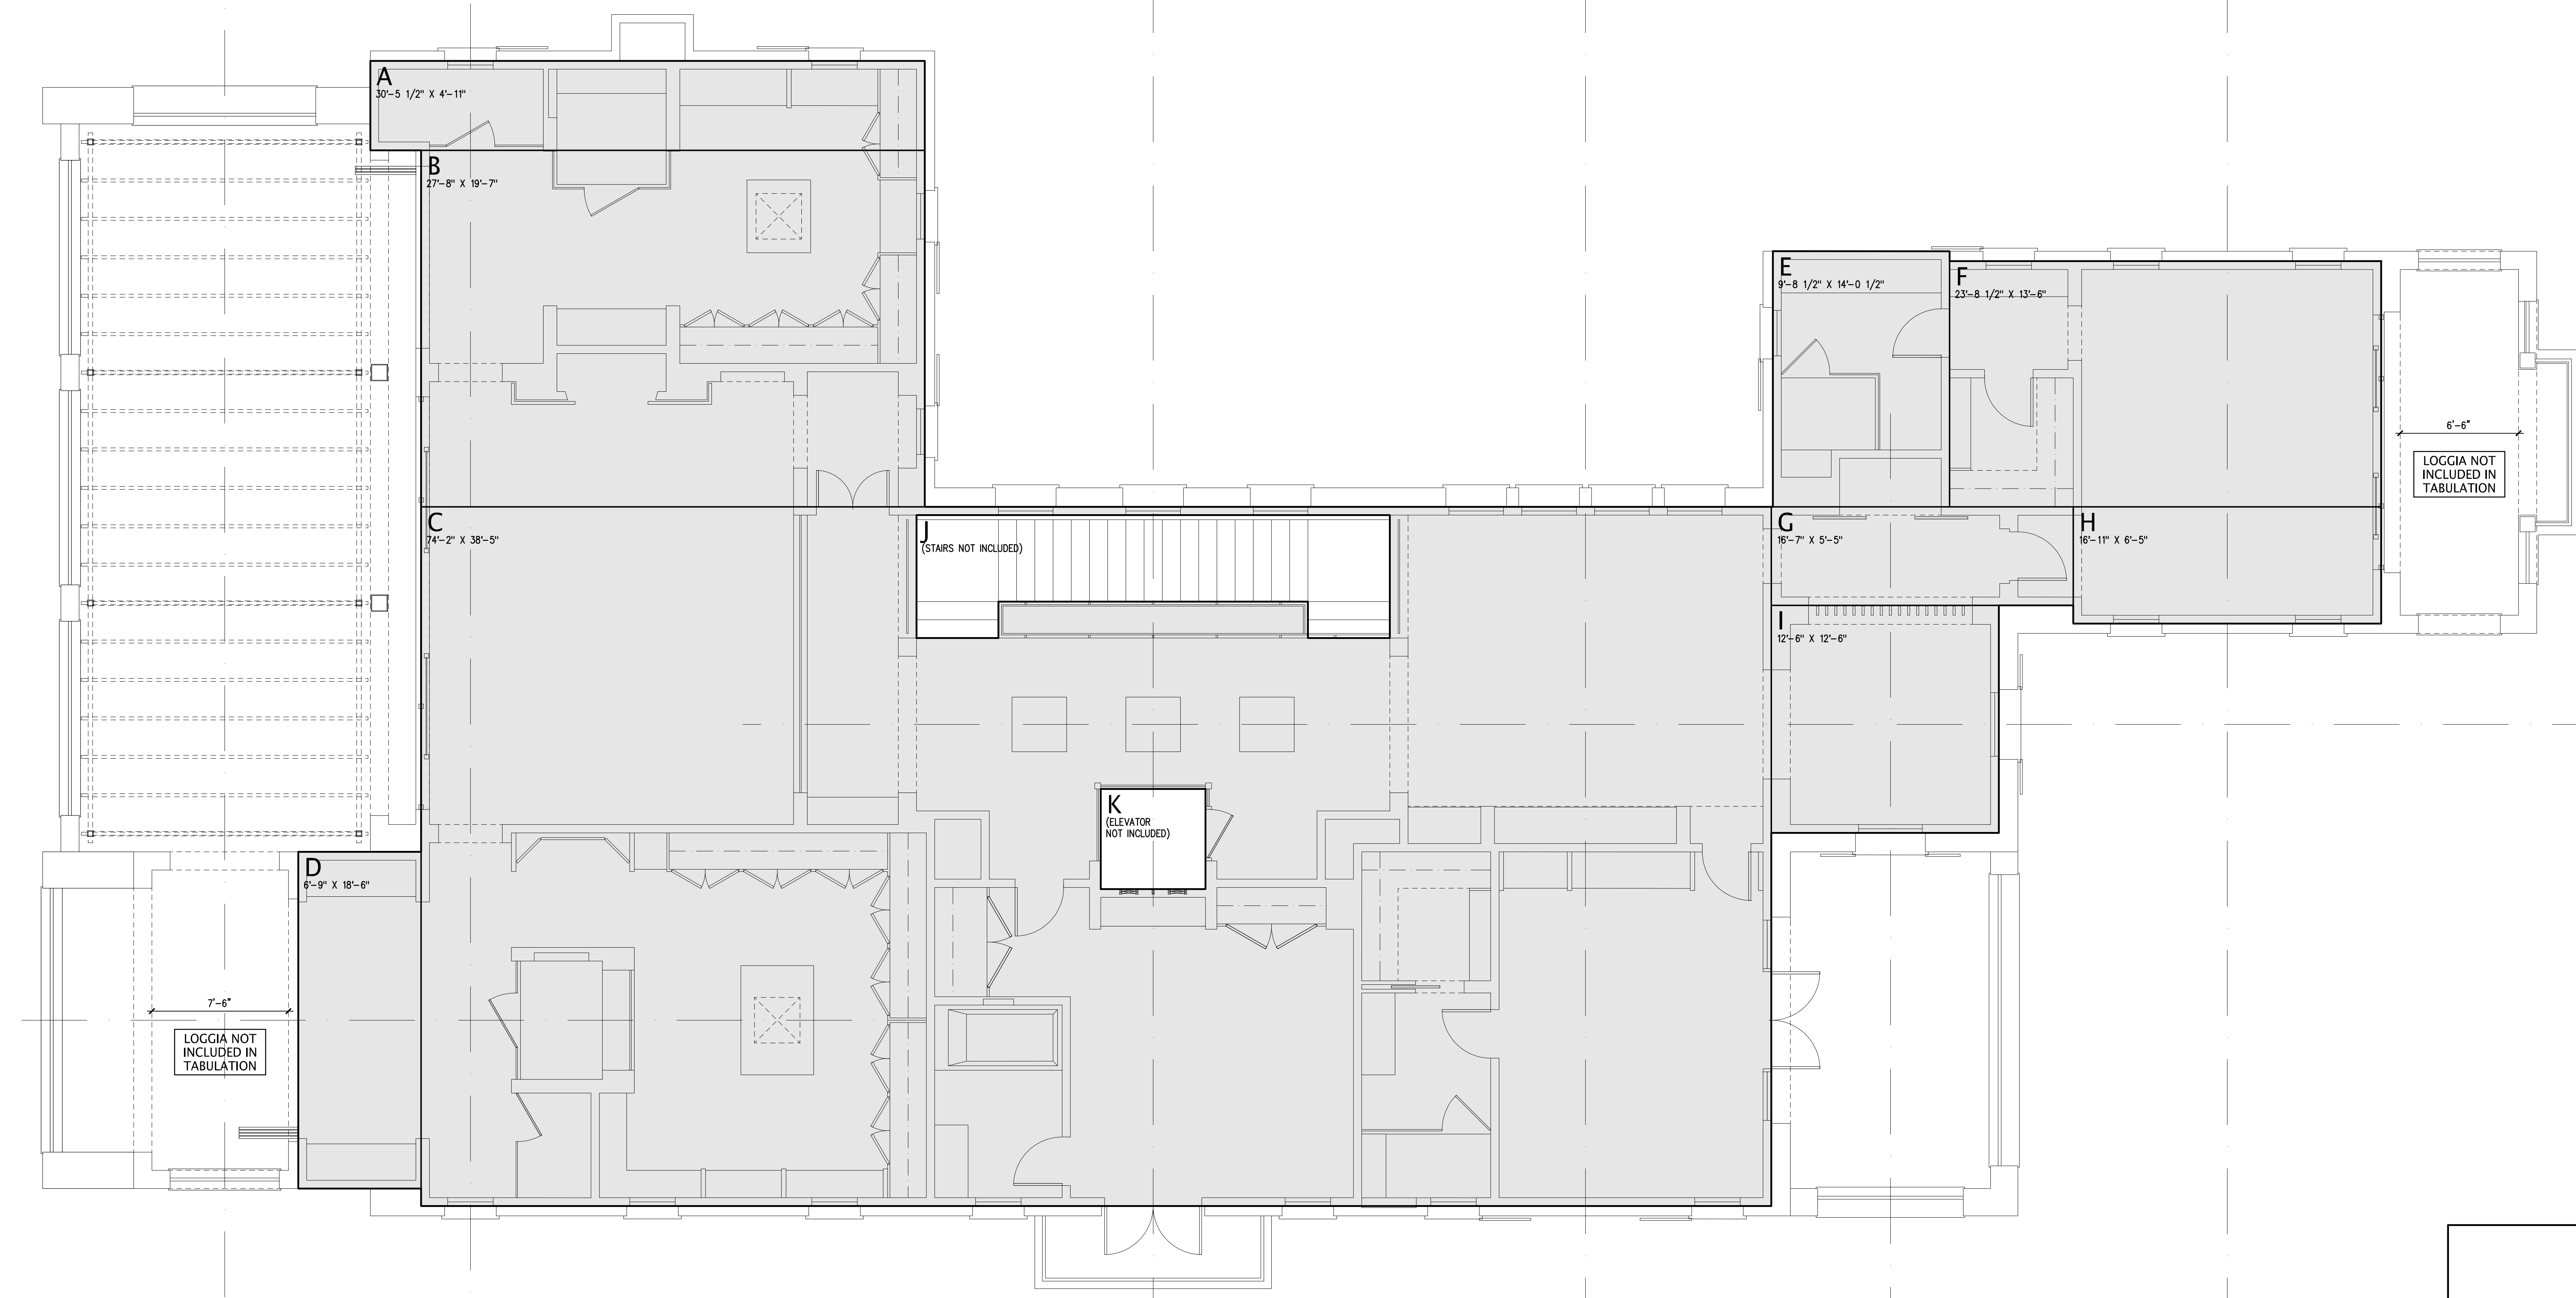 A
30'-5 1/2" X 4'-11"
B
27'-8" X 19'-7"
E
9'-8 1/2" X 14'-0 1/2"
F
23'-8 1/2" X 13'-6"
6'-6"
LOGGIA NOT
INCLUDED IN
TABULATION
C
74'-2" X 38'-5"
J
(STAIRS NOT INCLUDED)
G
16'-7" X 5'-5"
H
16'-11" X 6'-5"
I
12'-6" X 12'-6"
K
(ELEVATOR
NOT INCLUDED)
D
6'-9" X 18'-6"
7'-6"
LOGGIA NOT
INCLUDED IN
TABULATION